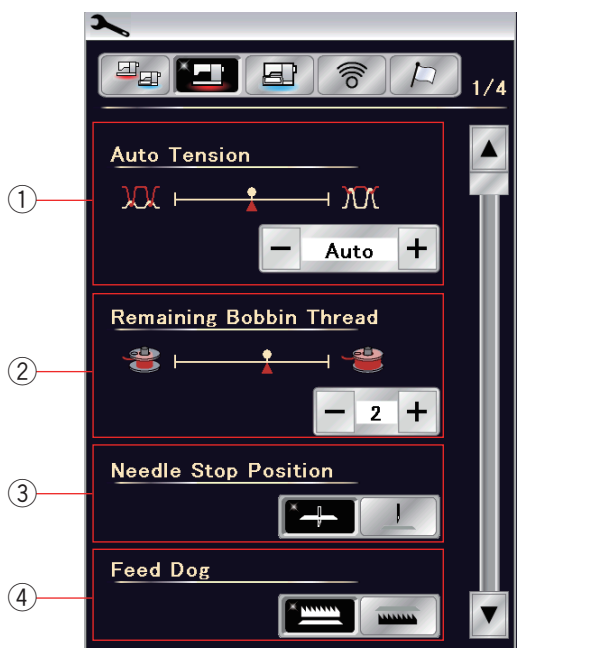 1/4
① Auto Tension
− Auto +
② Remaining Bobbin Thread
− 2 +
③ Needle Stop Position
④ Feed Dog